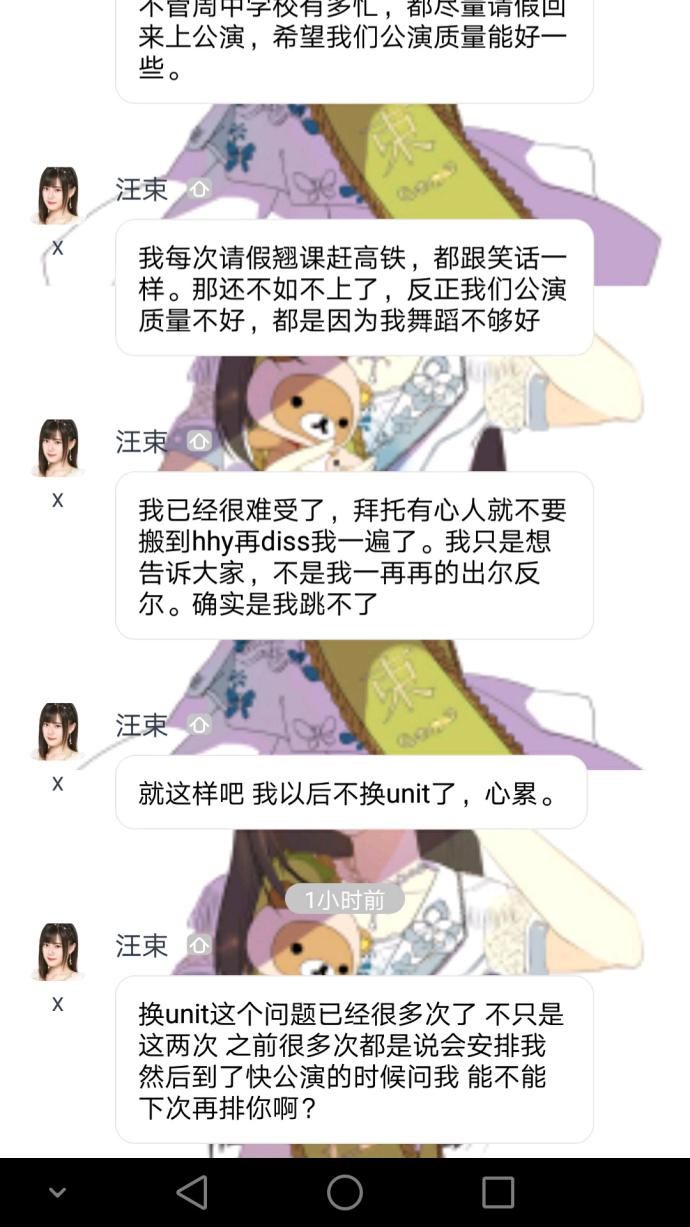 不管周中学校有多忙，都尽量请假回
来上公演，希望我们公演质量能好一
些。
汪束
X
我每次请假翘课赶高铁，都跟笑话一
样。那还不如不上了，反正我们公演
质量不好，都是因为我舞蹈不够好
汪束
X
我已经很难受了，拜托有心人就不要
搬到hhy再diss我一遍了。我只是想
告诉大家，不是我一再再的出尔反
尔。确实是我跳不了
汪束
X
就这样吧 我以后不换unit了，心累。
1小时前
汪束
X
换unit这个问题已经很多次了 不只是
这两次 之前很多次都是说会安排我
然后到了快公演的时候问我 能不能
下次再排你啊？